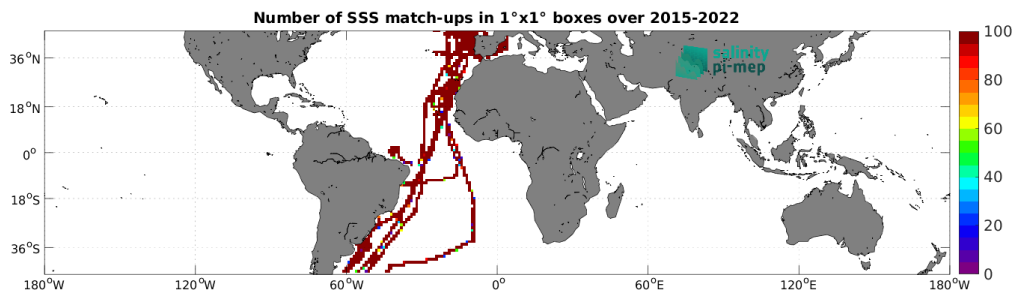 Number of SSS match-ups in 1°x1° boxes over 2015-2022
salinity
pi-mep
36°N
18°N
0°
18°S
36°S
180°W
120°W
60°W
0°
60°E
120°E
180°W
100
80
60
40
20
0